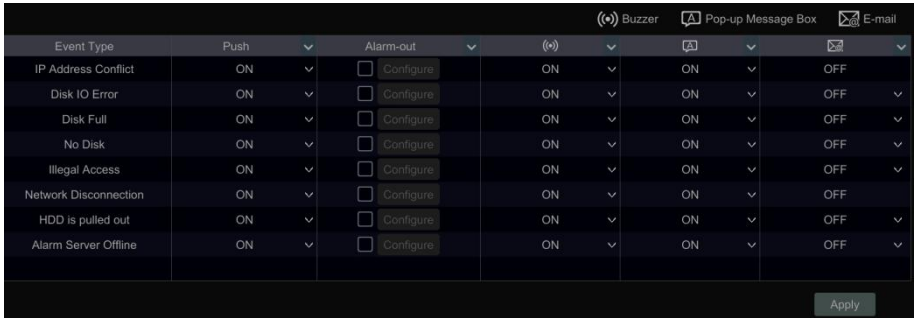 Buzzer Pop-up Message Box E-mail
Event Type Push Alarm-out
IP Address Conflict ON Configure ON ON OFF
Disk IO Error ON Configure ON ON OFF
Disk Full ON Configure ON ON OFF
No Disk ON Configure ON ON OFF
Illegal Access ON Configure ON ON OFF
Network Disconnection ON Configure ON ON OFF
HDD is pulled out ON Configure ON ON OFF
Alarm Server Offline ON Configure ON ON OFF
Apply